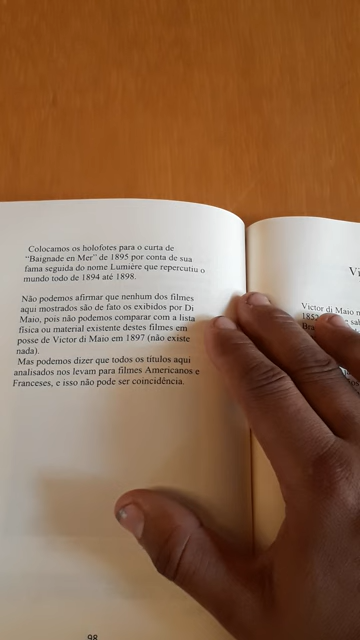 Colocamos os holofotes para o curta de
“Baignade en Mer” de 1895 por conta de sua
fama seguida do nome Lumière que repercutiu o
mundo todo de 1894 até 1898.
Não podemos afirmar que nenhum dos filmes
aqui mostrados são de fato os exibidos por Di
Maio, pois não podemos comparar com a lista
física ou material existente destes filmes em
posse de Victor di Maio em 1897 (não existe
nada).
Mas podemos dizer que todos os títulos aqui
analisados nos levam para filmes Americanos e
Franceses, e isso não pode ser coincidência.
98
Victor di Maio